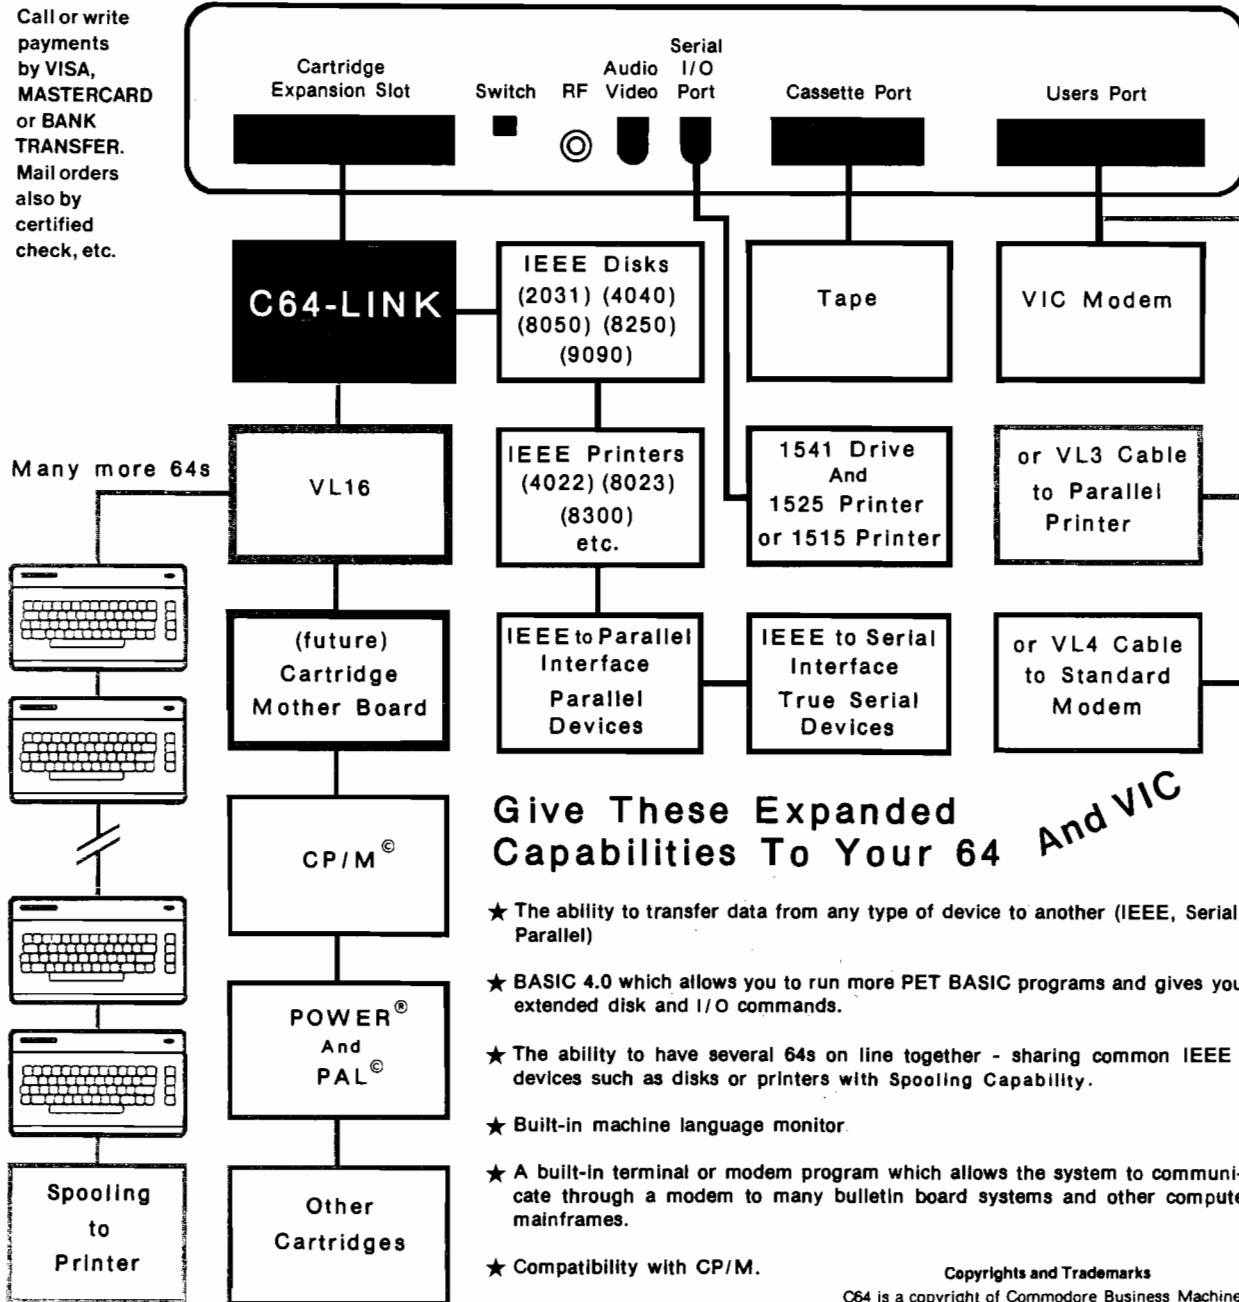 Call or write
payments
by VISA,
MASTERCARD
or BANK
TRANSFER.
Mail orders
also by
certified
check, etc.
Cartridge
Expansion Slot
Switch
RF
Audio
Video
Serial
I/O
Port
Cassette Port
Users Port
C64-LINK
IEEE Disks
(2031) (4040)
(8050) (8250)
(9090)
Tape
VIC Modem
Many more 64s
VL16
IEEE Printers
(4022) (8023)
(8300)
etc.
1541 Drive
And
1525 Printer
or 1515 Printer
or VL3 Cable
to Parallel
Printer
(future)
Cartridge
Mother Board
IEEE to Parallel
Interface
Parallel
Devices
IEEE to Serial
Interface
True Serial
Devices
or VL4 Cable
to Standard
Modem
CP/M©
POWER®
And
PAL©
Other
Cartridges
Spooling
to
Printer
Give These Expanded
Capabilities To Your 64
And VIC
★ The ability to transfer data from any type of device to another (IEEE, Serial
Parallel)
★ BASIC 4.0 which allows you to run more PET BASIC programs and gives you
extended disk and I/O commands.
★ The ability to have several 64s on line together - sharing common IEEE
devices such as disks or printers with Spooling Capability.
★ Built-in machine language monitor
★ A built-in terminal or modem program which allows the system to communi-
cate through a modem to many bulletin board systems and other compute
mainframes.
★ Compatibility with CP/M.
Copyrights and Trademarks
C64 is a copyright of Commodore Business Machine